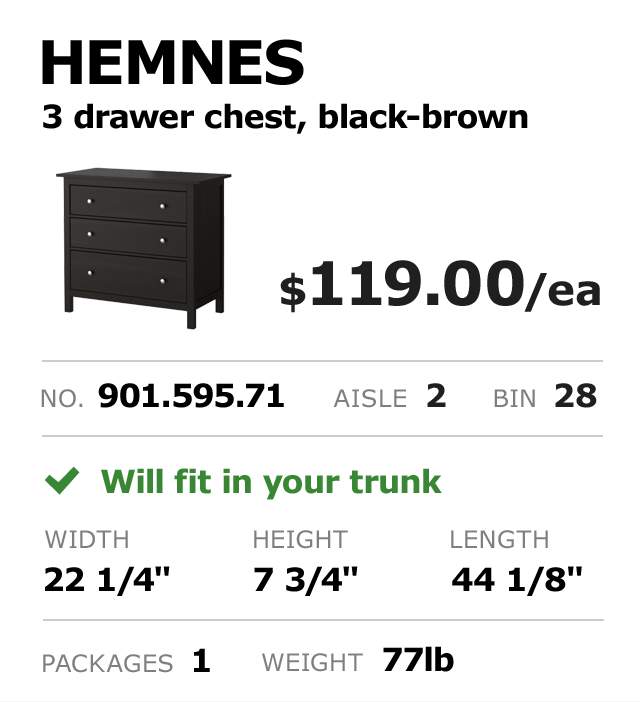 HEMNES
3 drawer chest, black-brown
$119.00/ea
NO. 901.595.71 AISLE 2 BIN 28
Will fit in your trunk
WIDTH HEIGHT LENGTH
22 1/4" 7 3/4" 44 1/8"
PACKAGES 1 WEIGHT 77lb